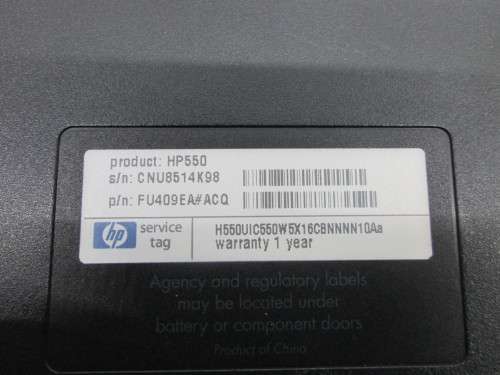 product: HP550
s/n: CNU8514K98
p/n: FU409EA#ACQ
hp
service
tag
H550UIC550W5X16CBNNNN10Aa
warranty 1 year
Agency and regulatory labels
may be located under
battery or component doors
Product of China